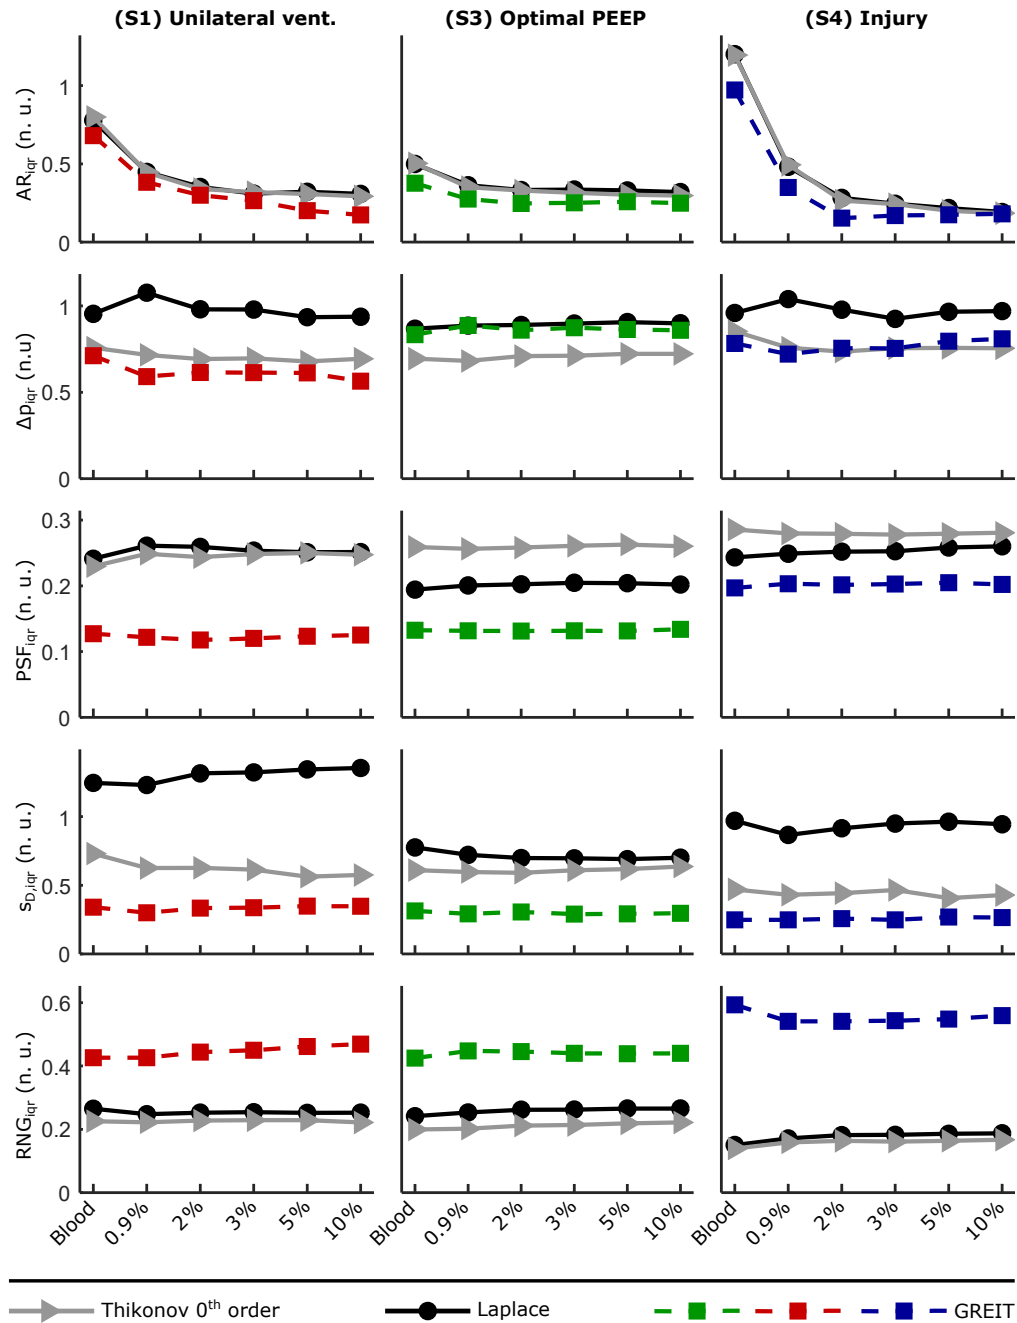 (S1) Unilateral vent. (S3) Optimal PEEP (S4) Injury
AR_iqr (n. u.)
1
0.5
0
Δp_iqr (n.u)
1
0.5
0
PSF_iqr (n. u.)
0.3
0.2
0.1
0
s_D,iqr (n. u.)
1
0.5
0
RNG_iqr (n. u.)
0.6
0.4
0.2
0
Blood 0.9% 2% 3% 5% 10% Blood 0.9% 2% 3% 5% 10% Blood 0.9% 2% 3% 5% 10%
Thikonov 0th order Laplace GREIT